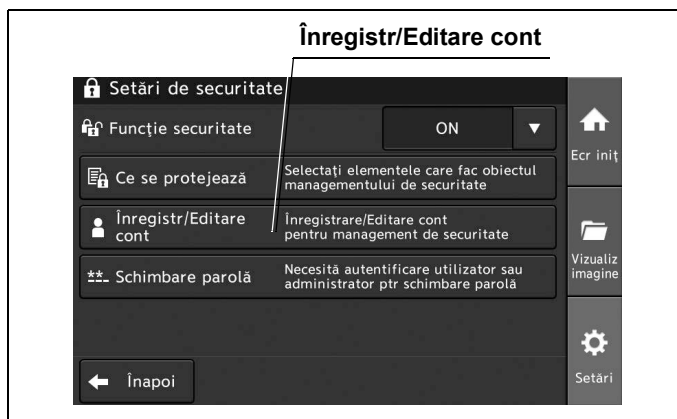 Înregistr/Editare cont
Setări de securitate
Funcție securitate
ON
Ecr iniț
Ce se protejează
Selectați elementele care fac obiectul
managementului de securitate
Înregistr/Editare
cont
Înregistrare/Editare cont
pentru management de securitate
Vizualiz
imagine
**_ Schimbare parolă
Necesită autentificare utilizator sau
administrator ptr schimbare parolă
Înapoi
Setări